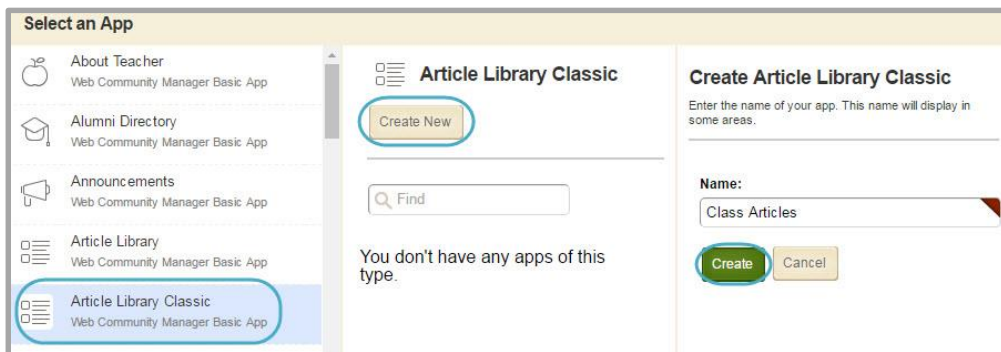 Select an App
About Teacher
Web Community Manager Basic App
Alumni Directory
Web Community Manager Basic App
Announcements
Web Community Manager Basic App
Article Library
Web Community Manager Basic App
Article Library Classic
Web Community Manager Basic App
Article Library Classic
Create New
Find
You don't have any apps of this
type.
Create Article Library Classic
Enter the name of your app. This name will display in
some areas.
Name:
Class Articles
Create
Cancel